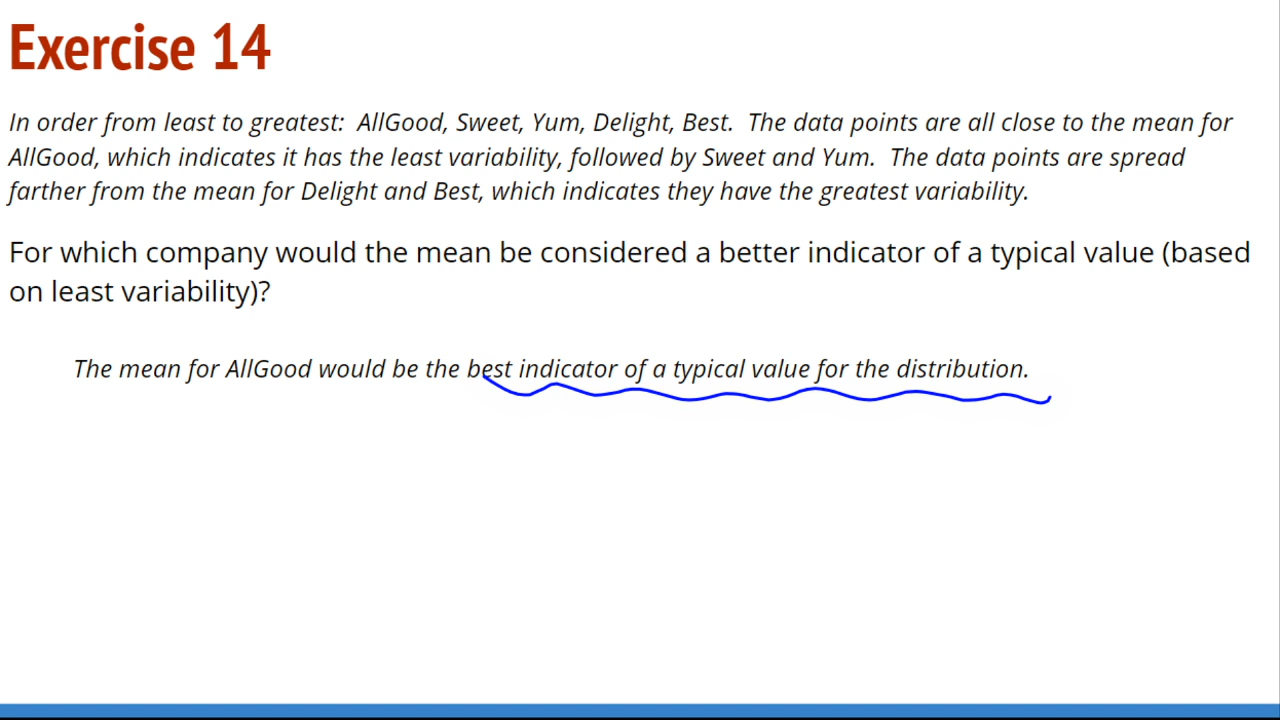 Exercise 14
In order from least to greatest:  AllGood, Sweet, Yum, Delight, Best.  The data points are all close to the mean for
AllGood, which indicates it has the least variability, followed by Sweet and Yum.  The data points are spread
farther from the mean for Delight and Best, which indicates they have the greatest variability.
For which company would the mean be considered a better indicator of a typical value (based
on least variability)?
The mean for AllGood would be the best indicator of a typical value for the distribution.